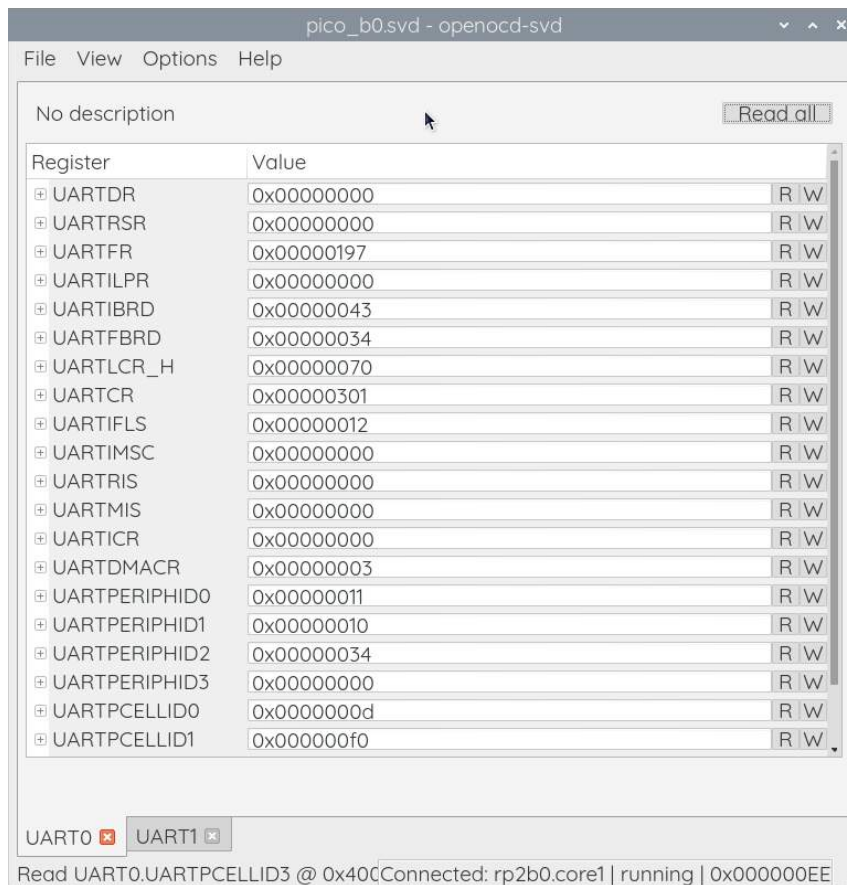 pico_b0.svd - openocd-svd
File View Options Help
No description Read all
Register Value
UARTDR 0x00000000 R W
UARTRSR 0x00000000 R W
UARTFR 0x00000197 R W
UARTILPR 0x00000000 R W
UARTIBRD 0x00000043 R W
UARTFBRD 0x00000034 R W
UARTLCR_H 0x00000070 R W
UARTCR 0x00000301 R W
UARTIFLS 0x00000012 R W
UARTIMSC 0x00000000 R W
UARTRIS 0x00000000 R W
UARTMIS 0x00000000 R W
UARTICR 0x00000000 R W
UARTDMACR 0x00000003 R W
UARTPERIPHID0 0x00000011 R W
UARTPERIPHID1 0x00000010 R W
UARTPERIPHID2 0x00000034 R W
UARTPERIPHID3 0x00000000 R W
UARTPCELLID0 0x0000000d R W
UARTPCELLID1 0x000000f0 R W
UART0 UART1
Read UART0.UARTPCELLID3 @ 0x400 Connected: rp2b0.core1 | running | 0x000000EE